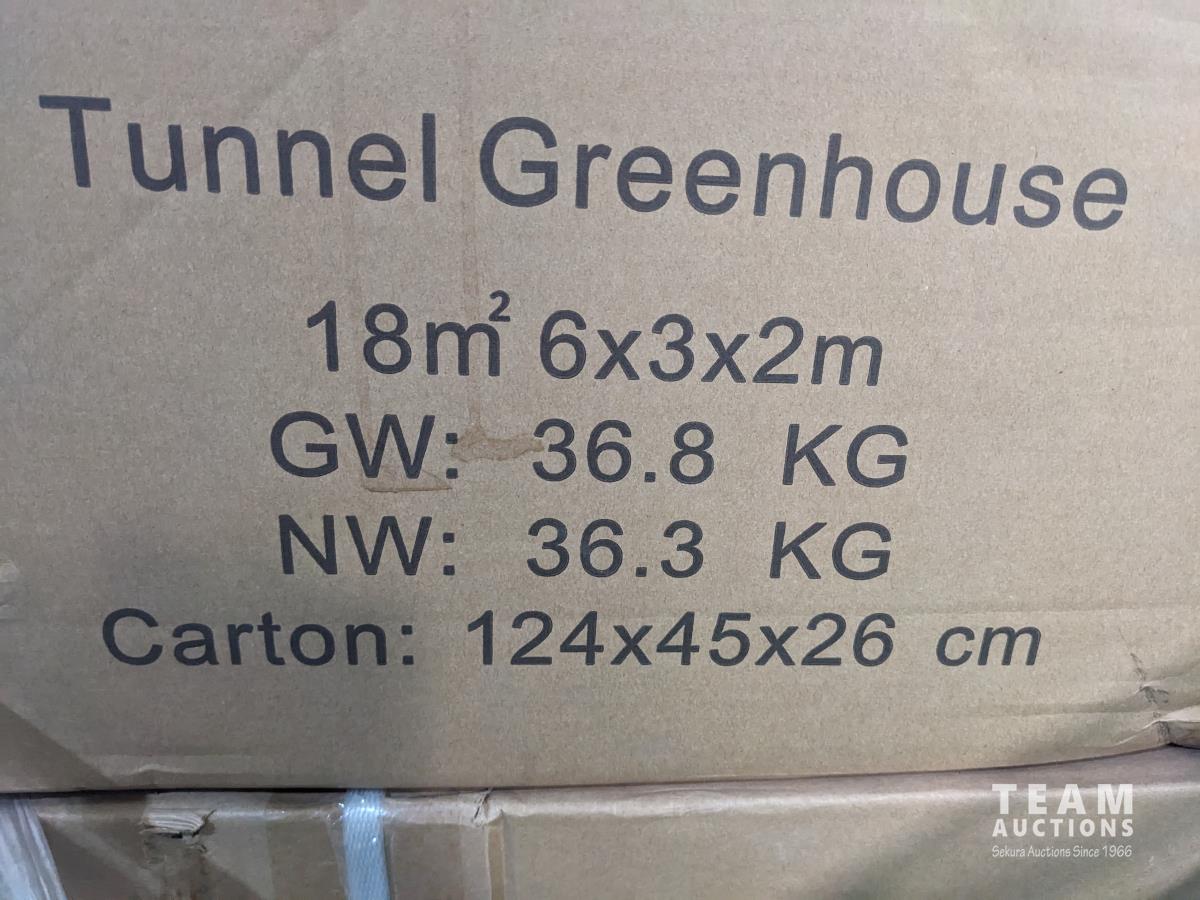 Tunnel Greenhouse
18m² 6x3x2m
GW: 36.8 KG
NW: 36.3 KG
Carton: 124x45x26 cm
TEAM
AUCTIONS
Sekura Auctions Since 1966